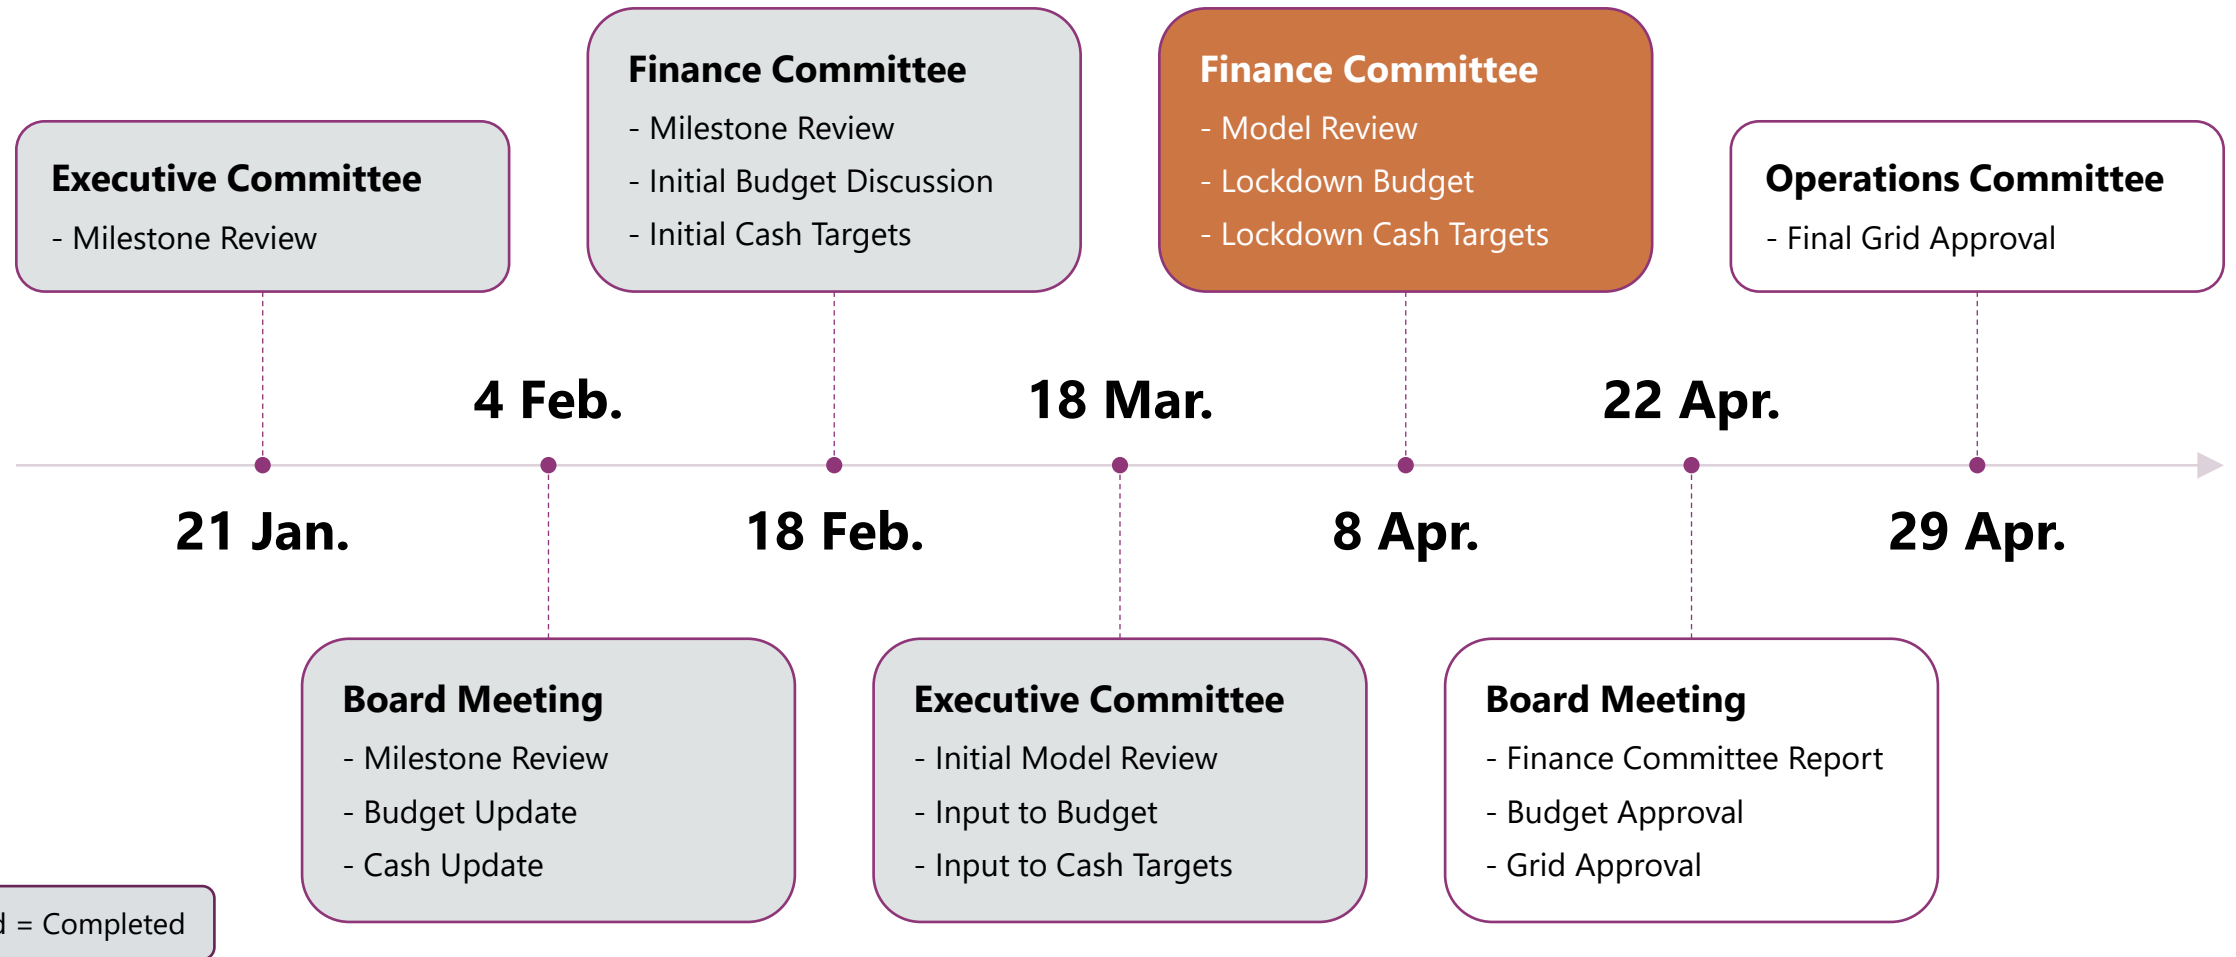 Executive Committee
- Milestone Review
Finance Committee
- Milestone Review
- Initial Budget Discussion
- Initial Cash Targets
Finance Committee
- Model Review
- Lockdown Budget
- Lockdown Cash Targets
Operations Committee
- Final Grid Approval
4 Feb.
18 Mar.
22 Apr.
21 Jan.
18 Feb.
8 Apr.
29 Apr.
Board Meeting
- Milestone Review
- Budget Update
- Cash Update
Executive Committee
- Initial Model Review
- Input to Budget
- Input to Cash Targets
Board Meeting
- Finance Committee Report
- Budget Approval
- Grid Approval
= Completed